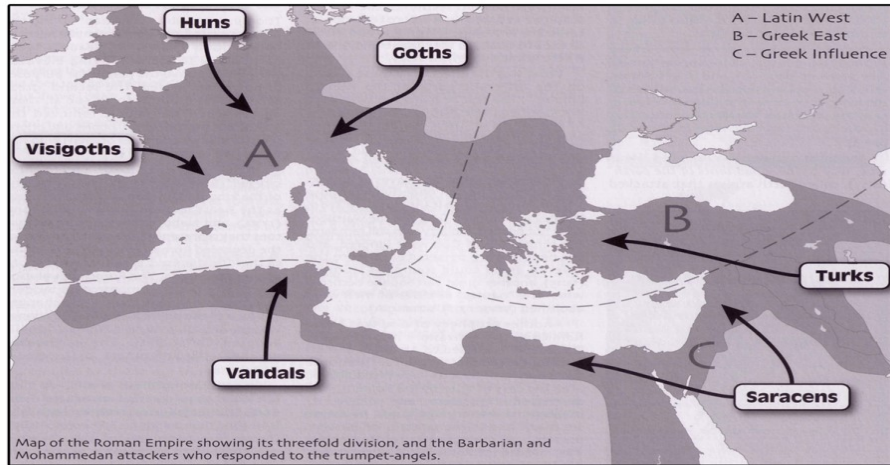 Huns
Goths
A – Latin West
B – Greek East
C – Greek Influence
Visigoths
A
B
Turks
Vandals
C
Saracens
Map of the Roman Empire showing its threefold division, and the Barbarian and
Mohammedan attackers who responded to the trumpet-angels.